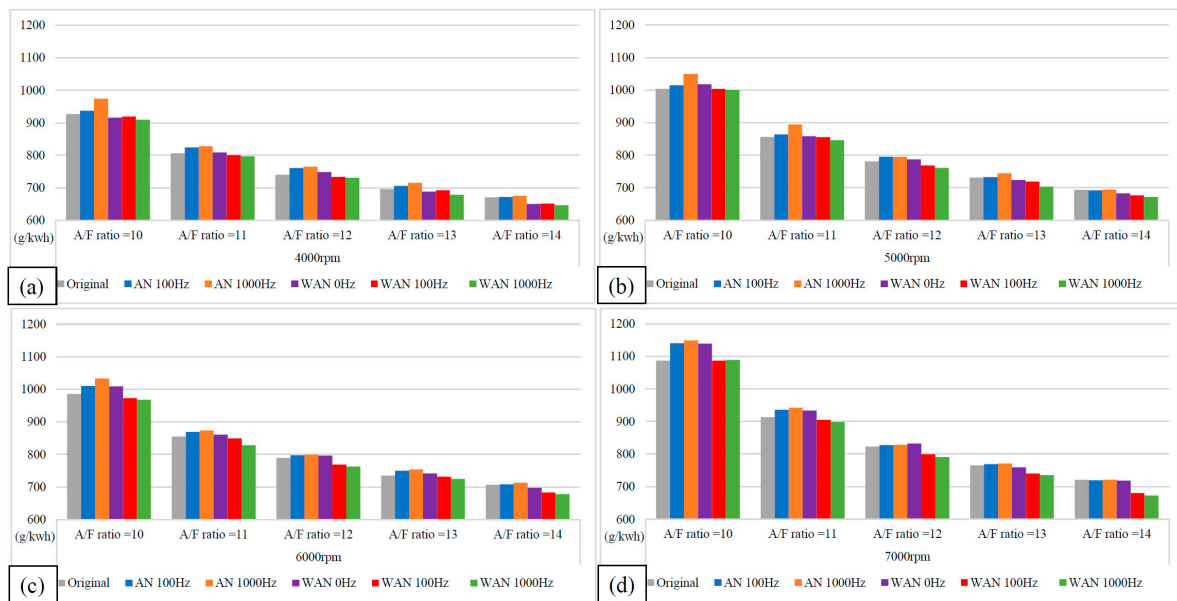 1200
1100
1000
900
800
700
600
(g/kwh)
A/F ratio =10 A/F ratio =11 A/F ratio =12 A/F ratio =13 A/F ratio =14
4000rpm
(a)
Original AN 100Hz AN 1000Hz WAN 0Hz WAN 100Hz WAN 1000Hz
1200
1100
1000
900
800
700
600
(g/kwh)
A/F ratio =10 A/F ratio =11 A/F ratio =12 A/F ratio =13 A/F ratio =14
5000rpm
(b)
Original AN 100Hz AN 1000Hz WAN 0Hz WAN 100Hz WAN 1000Hz
1200
1100
1000
900
800
700
600
(g/kwh)
A/F ratio =10 A/F ratio =11 A/F ratio =12 A/F ratio =13 A/F ratio =14
6000rpm
(c)
Original AN 100Hz AN 1000Hz WAN 0Hz WAN 100Hz WAN 1000Hz
1200
1100
1000
900
800
700
600
(g/kwh)
A/F ratio =10 A/F ratio =11 A/F ratio =12 A/F ratio =13 A/F ratio =14
7000rpm
(d)
Original AN 100Hz AN 1000Hz WAN 0Hz WAN 100Hz WAN 1000Hz